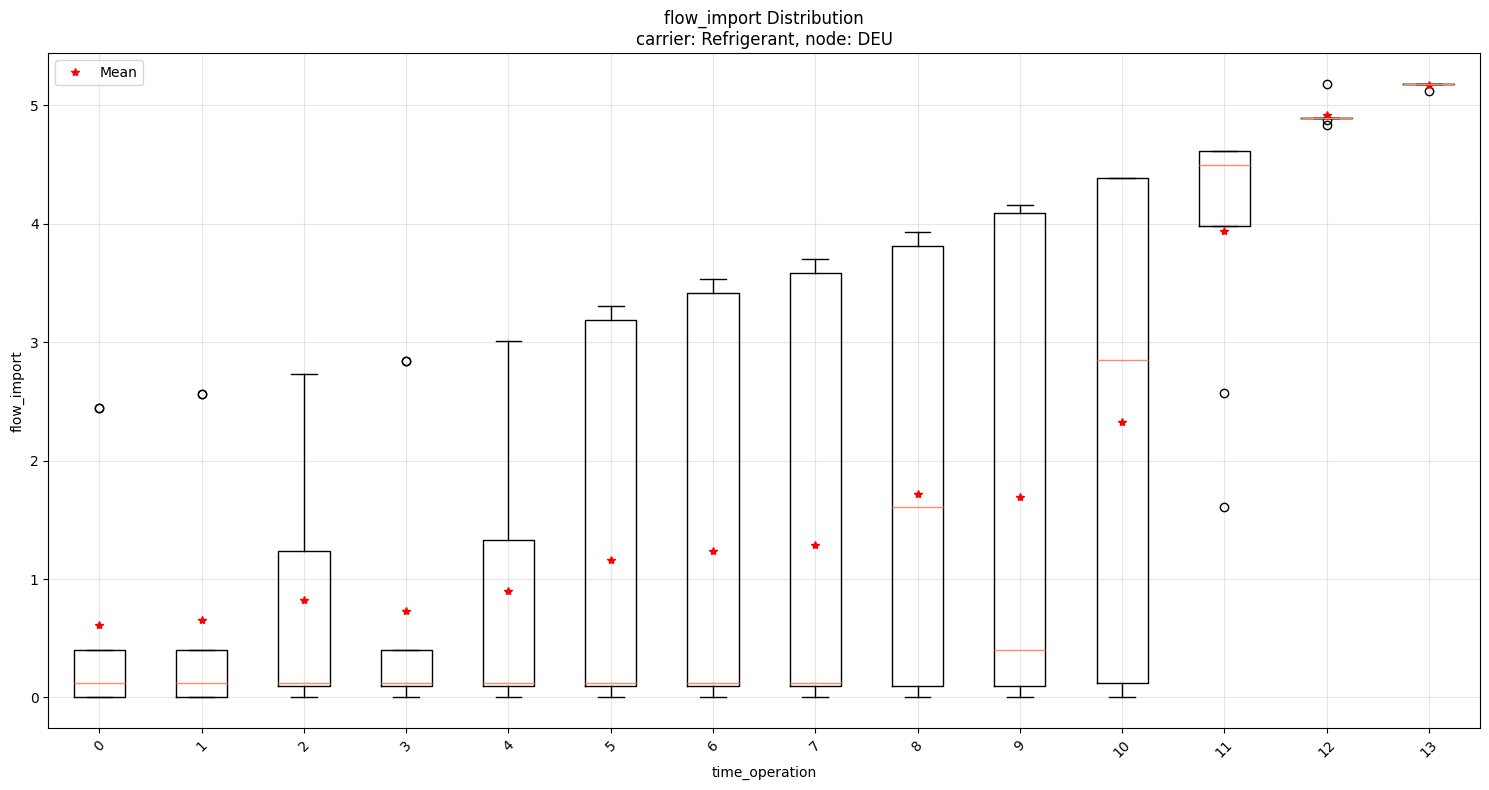 flow_import Distribution
carrier: Refrigerant, node: DEU
Mean
5
4
3
2
1
0
flow_import
0 1 2 3 4 5 6 7 8 9 10 11 12 13
time_operation